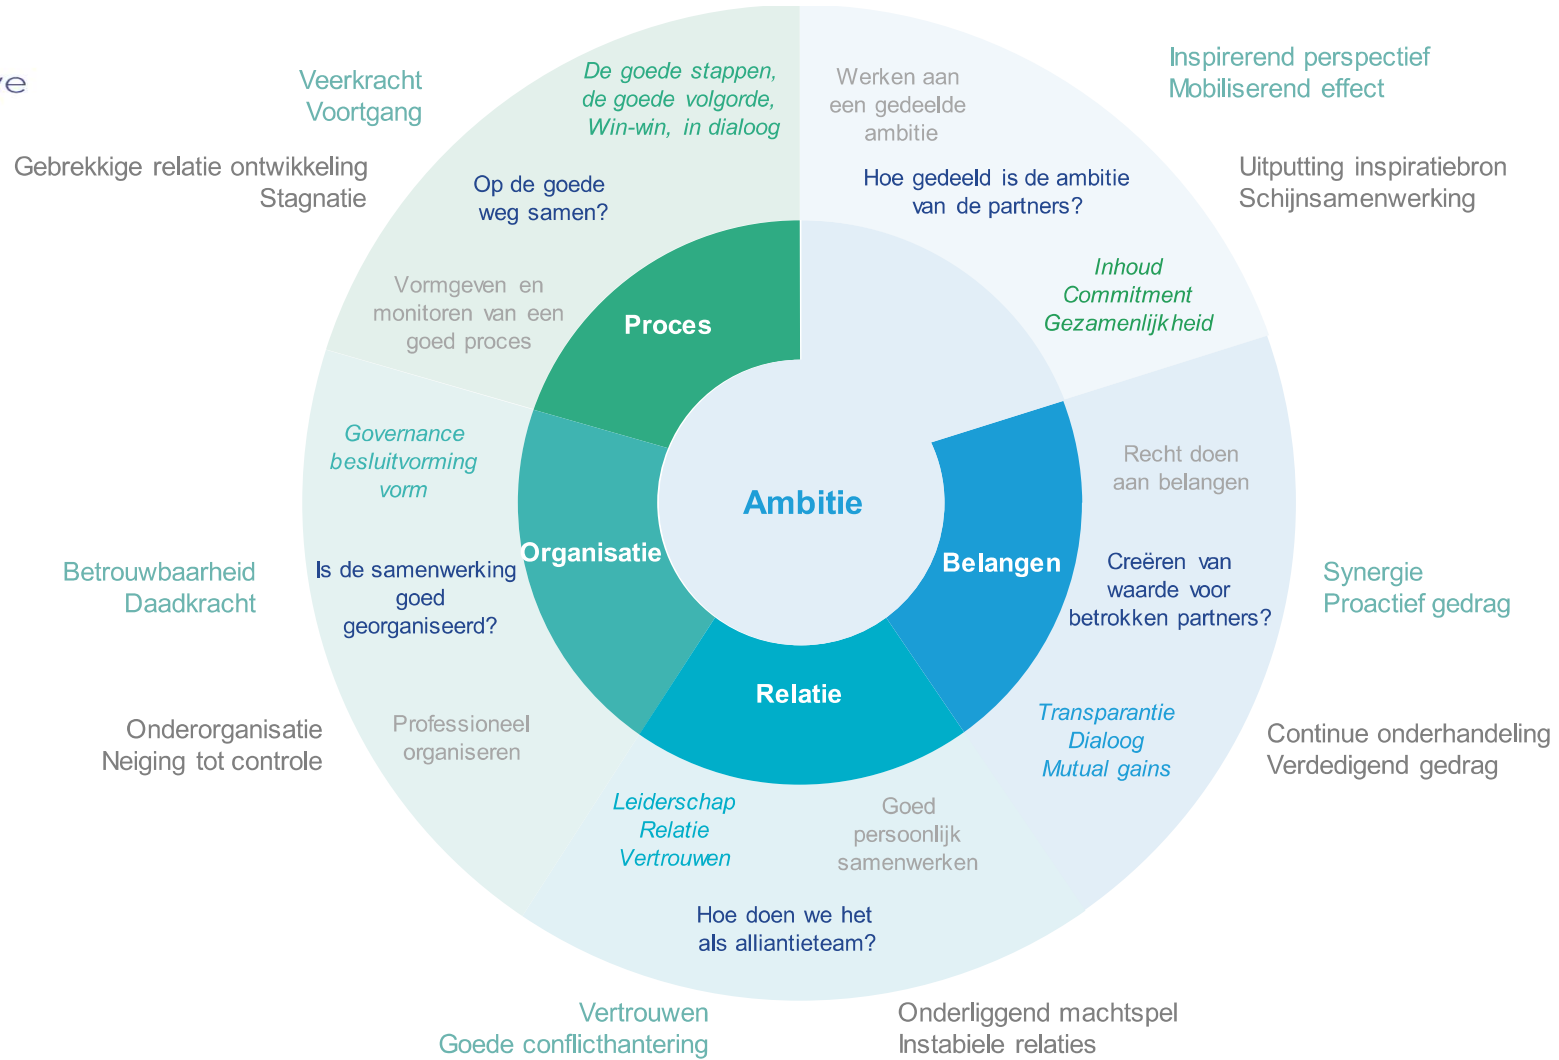 ve
Veerkracht
Voortgang
Gebrekkige relatie ontwikkeling
Stagnatie
De goede stappen,
de goede volgorde,
Win-win, in dialoog
Op de goede
weg samen?
Vormgeven en
monitoren van een
goed proces
Proces
Werken aan
een gedeelde
ambitie
Hoe gedeeld is de ambitie
van de partners?
Inhoud
Commitment
Gezamenlijkheid
Inspirerend perspectief
Mobiliserend effect
Uitputting inspiratiebron
Schijnsamenwerking
Ambitie
Governance
besluitvorming
vorm
Is de samenwerking
goed
georganiseerd?
Professioneel
organiseren
Organisatie
Betrouwbaarheid
Daadkracht
Onderorganisatie
Neiging tot controle
Belangen
Recht doen
aan belangen
Creëren van
waarde voor
betrokken partners?
Transparantie
Dialoog
Mutual gains
Synergie
Proactief gedrag
Continue onderhandeling
Verdedigend gedrag
Relatie
Leiderschap
Relatie
Vertrouwen
Goed
persoonlijk
samenwerken
Hoe doen we het
als alliantieteam?
Vertrouwen
Goede conflicthantering
Onderliggend machtspel
Instabiele relaties